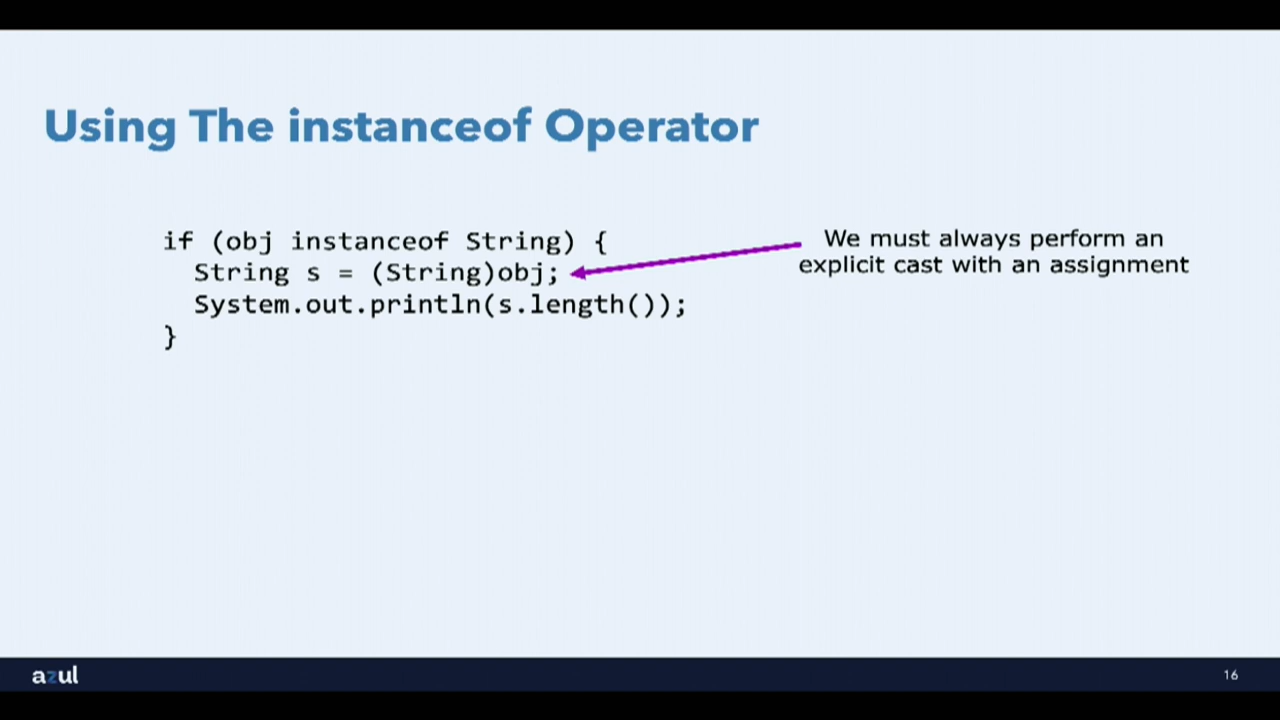 Using The instanceof Operator
if (obj instanceof String) {
String s = (String)obj;
System.out.println(s.length());
}
We must always perform an
explicit cast with an assignment
azul
16